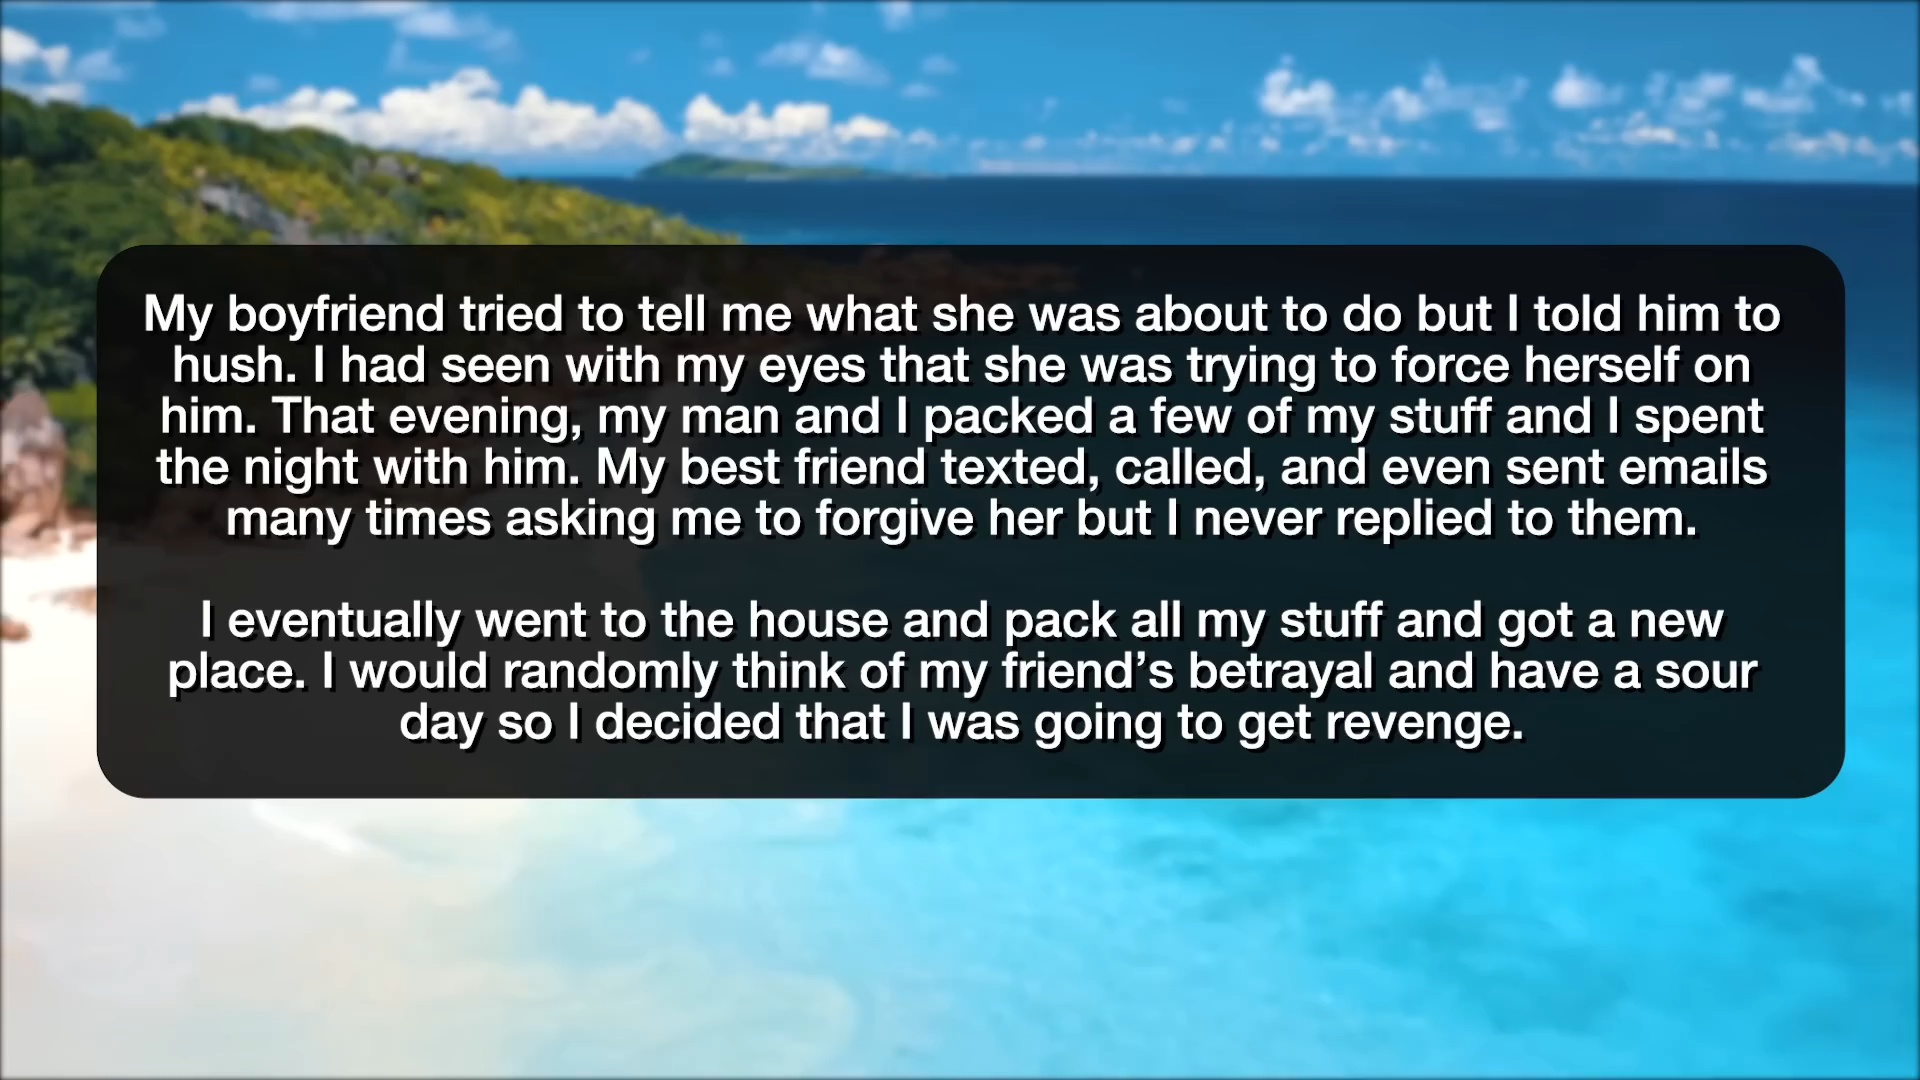 My boyfriend tried to tell me what she was about to do but I told him to
hush. I had seen with my eyes that she was trying to force herself on
him. That evening, my man and I packed a few of my stuff and I spent
the night with him. My best friend texted, called, and even sent emails
many times asking me to forgive her but I never replied to them.
I eventually went to the house and pack all my stuff and got a new
place. I would randomly think of my friend’s betrayal and have a sour
day so I decided that I was going to get revenge.